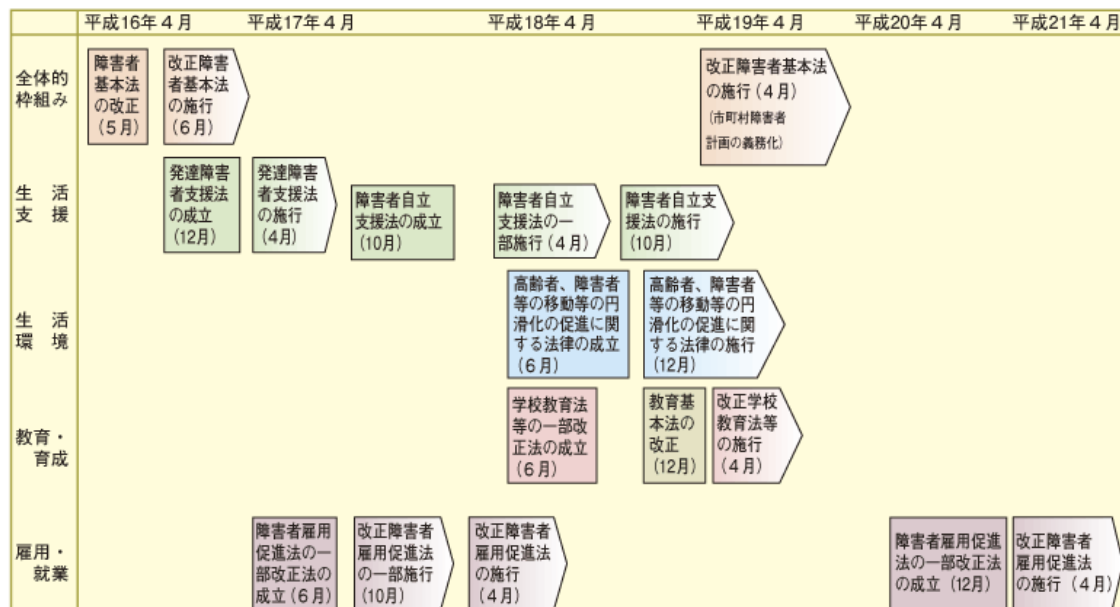 平成16年４月　平成17年４月　平成18年４月　平成19年４月　平成20年４月　平成21年４月
全体的
枠組み
障害者
基本法
の改正
（５月）
改正障害
者基本法
の施行
（６月）
改正障害者基本法
の施行（４月）
（市町村障害者
計画の義務化）
生　活
支　援
発達障害
者支援法
の成立
（12月）
発達障害
者支援法
の施行
（４月）
障害者自立
支援法の成立
（10月）
障害者自立
支援法の一
部施行（４月）
障害者自立支
援法の施行
（10月）
生　活
環　境
高齢者、障害者
等の移動等の円
滑化の促進に関
する法律の成立
（６月）
高齢者、障害者
等の移動等の円
滑化の促進に関
する法律の施行
（12月）
教育・
育成
学校教育法
等の一部改
正法の成立
（６月）
教育基
本法の
改正
（12月）
改正学校
教育法等
の施行
（４月）
雇用・
就業
障害者雇用
促進法の一
部改正法の
成立（６月）
改正障害者
雇用促進法
の一部施行
（10月）
改正障害者
雇用促進法
の施行
（４月）
障害者雇用促進
法の一部改正法
の成立（12月）
改正障害者
雇用促進法
の施行（４月）